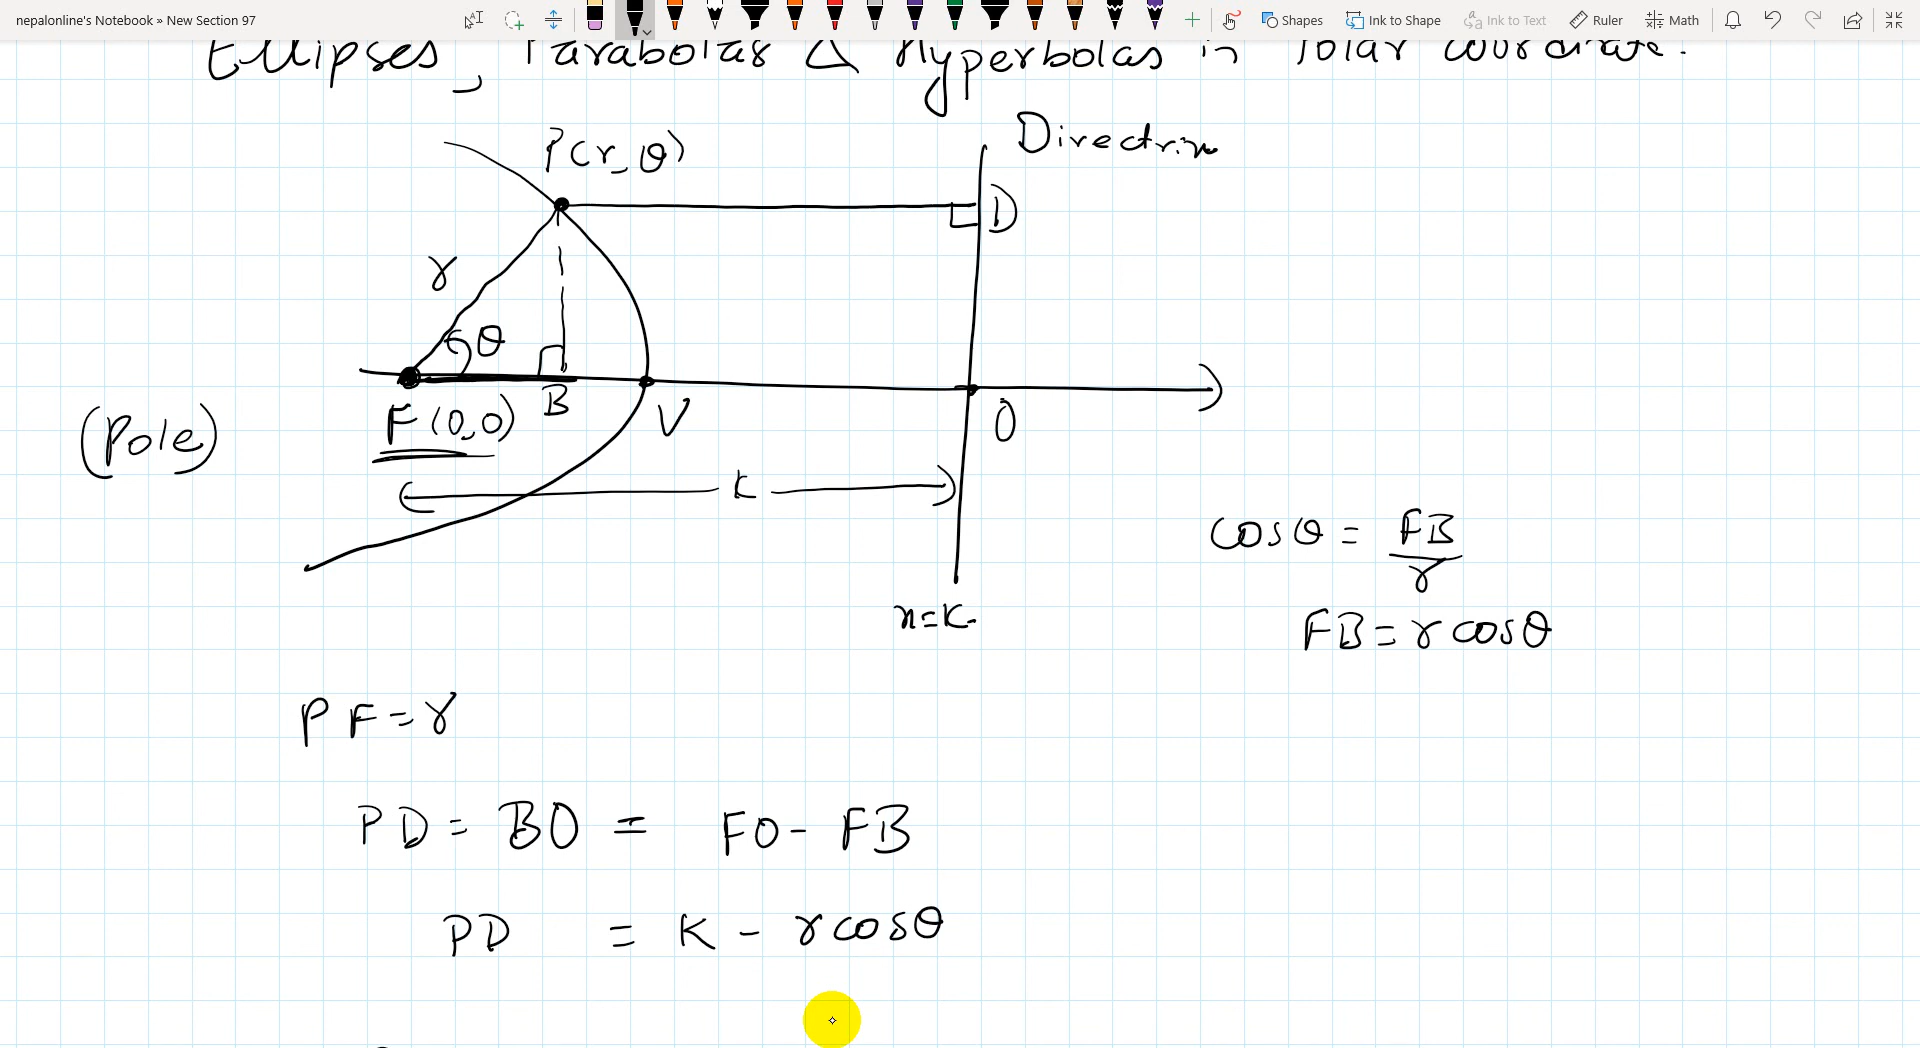 nepalonline's Notebook » New Section 97
Shapes
Ink to Shape
Ink to Text
Ruler
Math
Ellipses, Parabolas & Hyperbolas in Polar coordinate.
P(r, θ)
Directrix
D
r
θ
B
F(0,0)
V
O
(Pole)
K
x=K
cosθ = FB/r
FB = r cosθ
PF = r
PD = BO = FO - FB
PD = K - r cosθ